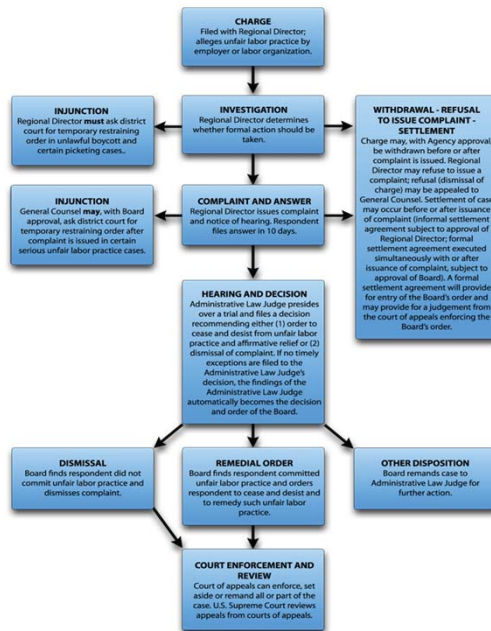 CHARGE
Filed with Regional Director;
alleges unfair labor practice by
employer or labor organization.
INJUNCTION
Regional Director must ask district
court for temporary restraining
order in unlawful boycott and
certain picketing cases..
INVESTIGATION
Regional Director determines
whether formal action should be
taken.
WITHDRAWAL - REFUSAL
TO ISSUE COMPLAINT -
SETTLEMENT
Charge may, with Agency approval,
be withdrawn before or after
complaint is issued. Regional
Director may refuse to issue a
complaint; refusal (dismissal of
charge) may be appealed to
General Counsel. Settlement of case
may occur before or after issuance
of complaint (informal settlement
agreement subject to approval of
Regional Director; formal
settlement agreement executed
simultaneously with or after
issuance of complaint, subject to
approval of Board). A formal
settlement agreement will provide
for entry of the Board's order and
may provide for a judgement from
the court of appeals enforcing the
Board's order.
INJUNCTION
General Counsel may, with Board
approval, ask district court for
temporary restraining order after
complaint is issued in certain
serious unfair labor practice cases.
COMPLAINT AND ANSWER
Regional Director issues complaint
and notice of hearing. Respondent
files answer in 10 days.
HEARING AND DECISION
Administrative Law Judge presides
over a trial and files a decision
recommending either (1) order to
cease and desist from unfair labor
practice and affirmative relief or (2)
dismissal of complaint. If no timely
exceptions are filed to the
Administrative Law Judge's
decision, the findings of the
Administrative Law Judge
automatically becomes the decision
and order of the Board.
DISMISSAL
Board finds respondent did not
commit unfair labor practice and
dismisses complaint.
REMEDIAL ORDER
Board finds respondent committed
unfair labor practice and orders
respondent to cease and desist and
to remedy such unfair labor
practice.
OTHER DISPOSITION
Board remands case to
Administrative Law Judge for
further action.
COURT ENFORCEMENT AND
REVIEW
Court of appeals can enforce, set
aside or remand all or part of the
case. U.S. Supreme Court reviews
appeals from courts of appeals.